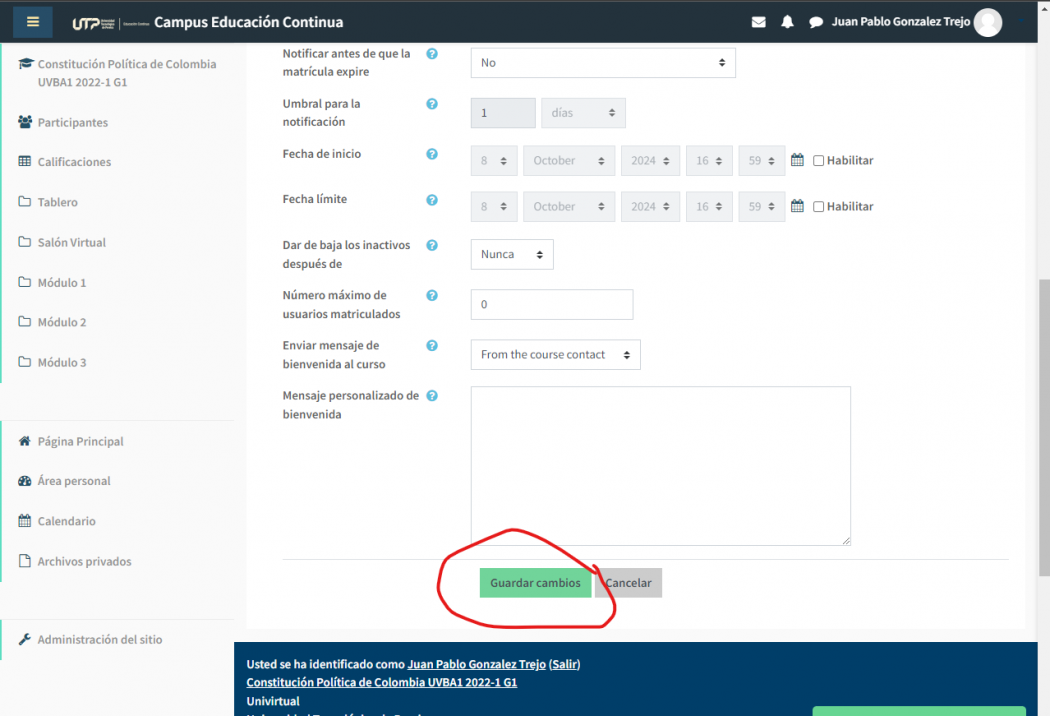 UTP Campus Educación Continua Juan Pablo Gonzalez Trejo
Constitución Política de Colombia
UVBA1 2022-1 G1
Participantes
Calificaciones
Tablero
Salón Virtual
Módulo 1
Módulo 2
Módulo 3
Página Principal
Área personal
Calendario
Archivos privados
Administración del sitio
Notificar antes de que la
matrícula expire
? No
Umbral para la
notificación
? 1 días
Fecha de inicio ? 8 October 2024 16 59 Habilitar
Fecha límite ? 8 October 2024 16 59 Habilitar
Dar de baja los inactivos
después de
? Nunca
Número máximo de
usuarios matriculados
? 0
Enviar mensaje de
bienvenida al curso
? From the course contact
Mensaje personalizado de
bienvenida
?
Guardar cambios Cancelar
Usted se ha identificado como Juan Pablo Gonzalez Trejo (Salir)
Constitución Política de Colombia UVBA1 2022-1 G1
Univirtual